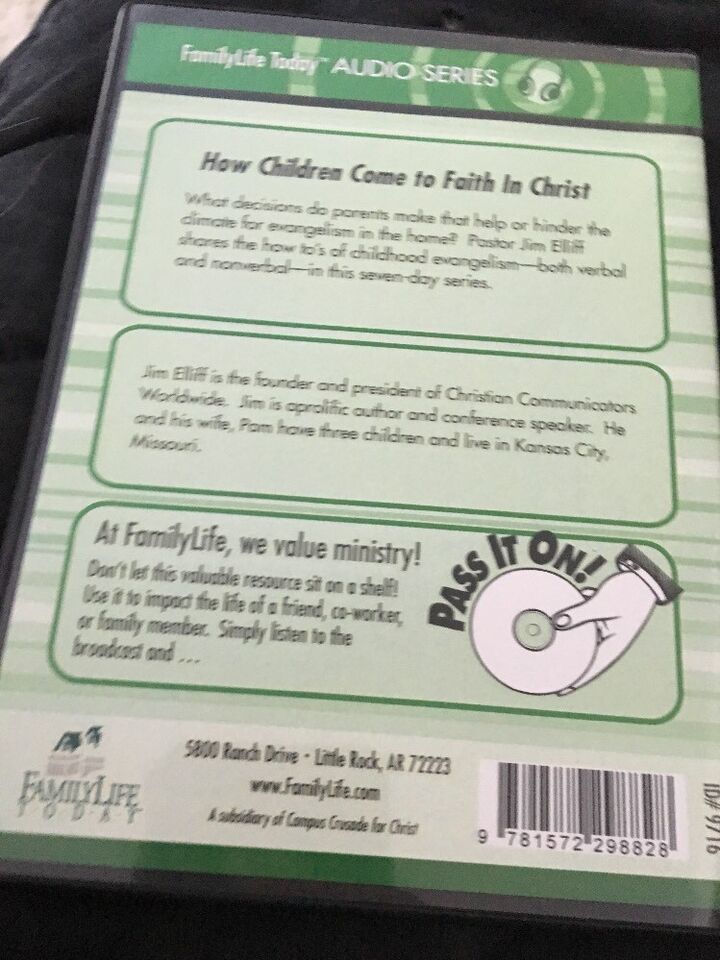 FamilyLife Today™ AUDIO SERIES
How Children Come to Faith In Christ
What decisions do parents make that help or hinder the
climate for evangelism in the home? Pastor Jim Elliff
shares the how to's of childhood evangelism—both verbal
and nonverbal—in this seven-day series.
Jim Elliff is the founder and president of Christian Communicators
Worldwide. Jim is aprolific author and conference speaker. He
and his wife, Pam have three children and live in Kansas City,
Missouri.
At FamilyLife, we value ministry!
Don't let this valuable resource sit on a shelf!
Use it to impact the life of a friend, co-worker,
or family member. Simply listen to the
broadcast and ...
PASS IT ON!
FAMILYLIFE
TODAY
5800 Ranch Drive • Little Rock, AR 72223
www.FamilyLife.com
A subsidiary of Campus Crusade for Christ
9 781572 298828
ID# 9716